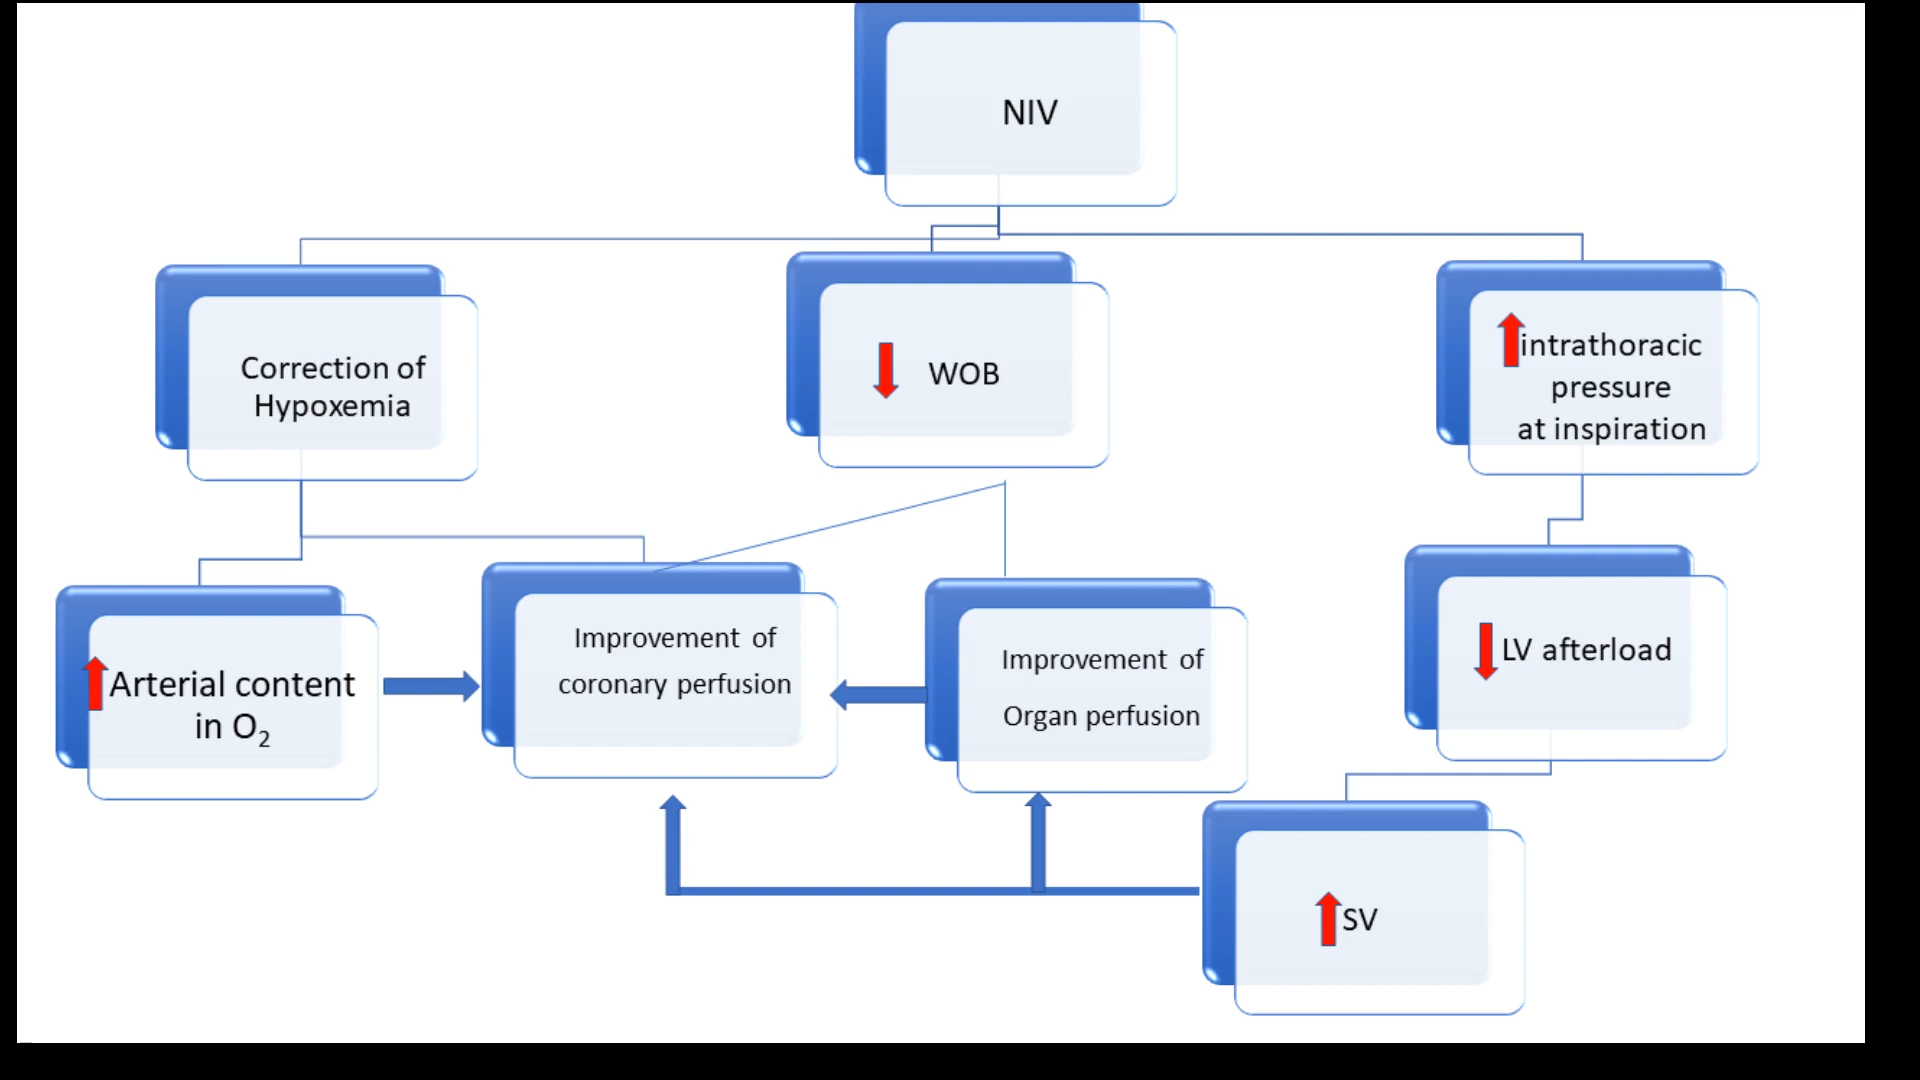 NIV
Correction of
Hypoxemia
WOB
intrathoracic
pressure
at inspiration
Arterial content
in O₂
Improvement of
coronary perfusion
Improvement of
Organ perfusion
LV afterload
SV